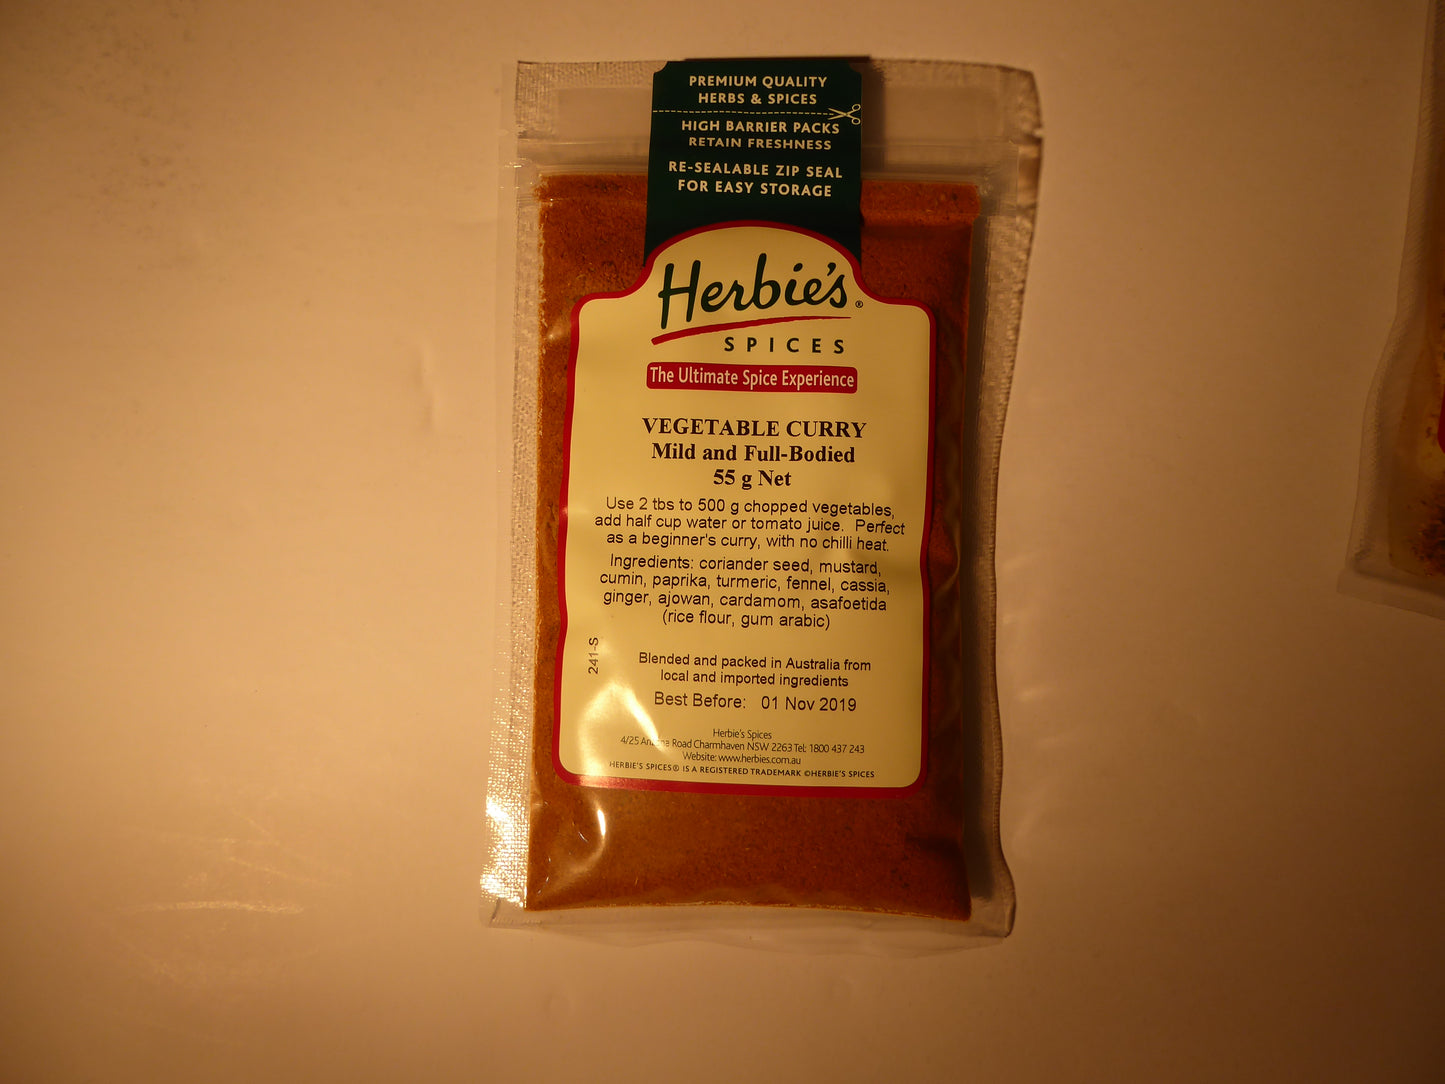 PREMIUM QUALITY
HERBS & SPICES
HIGH BARRIER PACKS
RETAIN FRESHNESS
RE-SEALABLE ZIP SEAL
FOR EASY STORAGE
Herbie's®
SPICES
The Ultimate Spice Experience
VEGETABLE CURRY
Mild and Full-Bodied
55 g Net
Use 2 tbs to 500 g chopped vegetables,
add half cup water or tomato juice. Perfect
as a beginner's curry, with no chilli heat.
Ingredients: coriander seed, mustard,
cumin, paprika, turmeric, fennel, cassia,
ginger, ajowan, cardamom, asafoetida
(rice flour, gum arabic)
241-S
Blended and packed in Australia from
local and imported ingredients
Best Before: 01 Nov 2019
Herbie's Spices
4/25 Road Charmhaven NSW 2263 Tel: 1800 437 243
Website: www.herbies.com.au
HERBIE'S SPICES® IS A REGISTERED TRADEMARK ©HERBIE'S SPICES